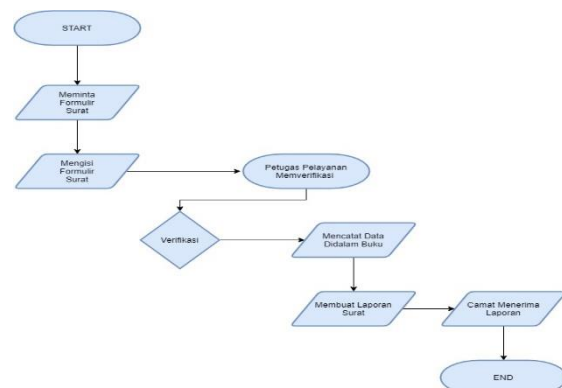 START
Meminta
Formulir
Surat
Mengisi
Formulir
Surat
Petugas Pelayanan
Memverifikasi
Verifikasi
Mencatat Data
Didalam Buku
Membuat Laporan
Surat
Camat Menerima
Laporan
END